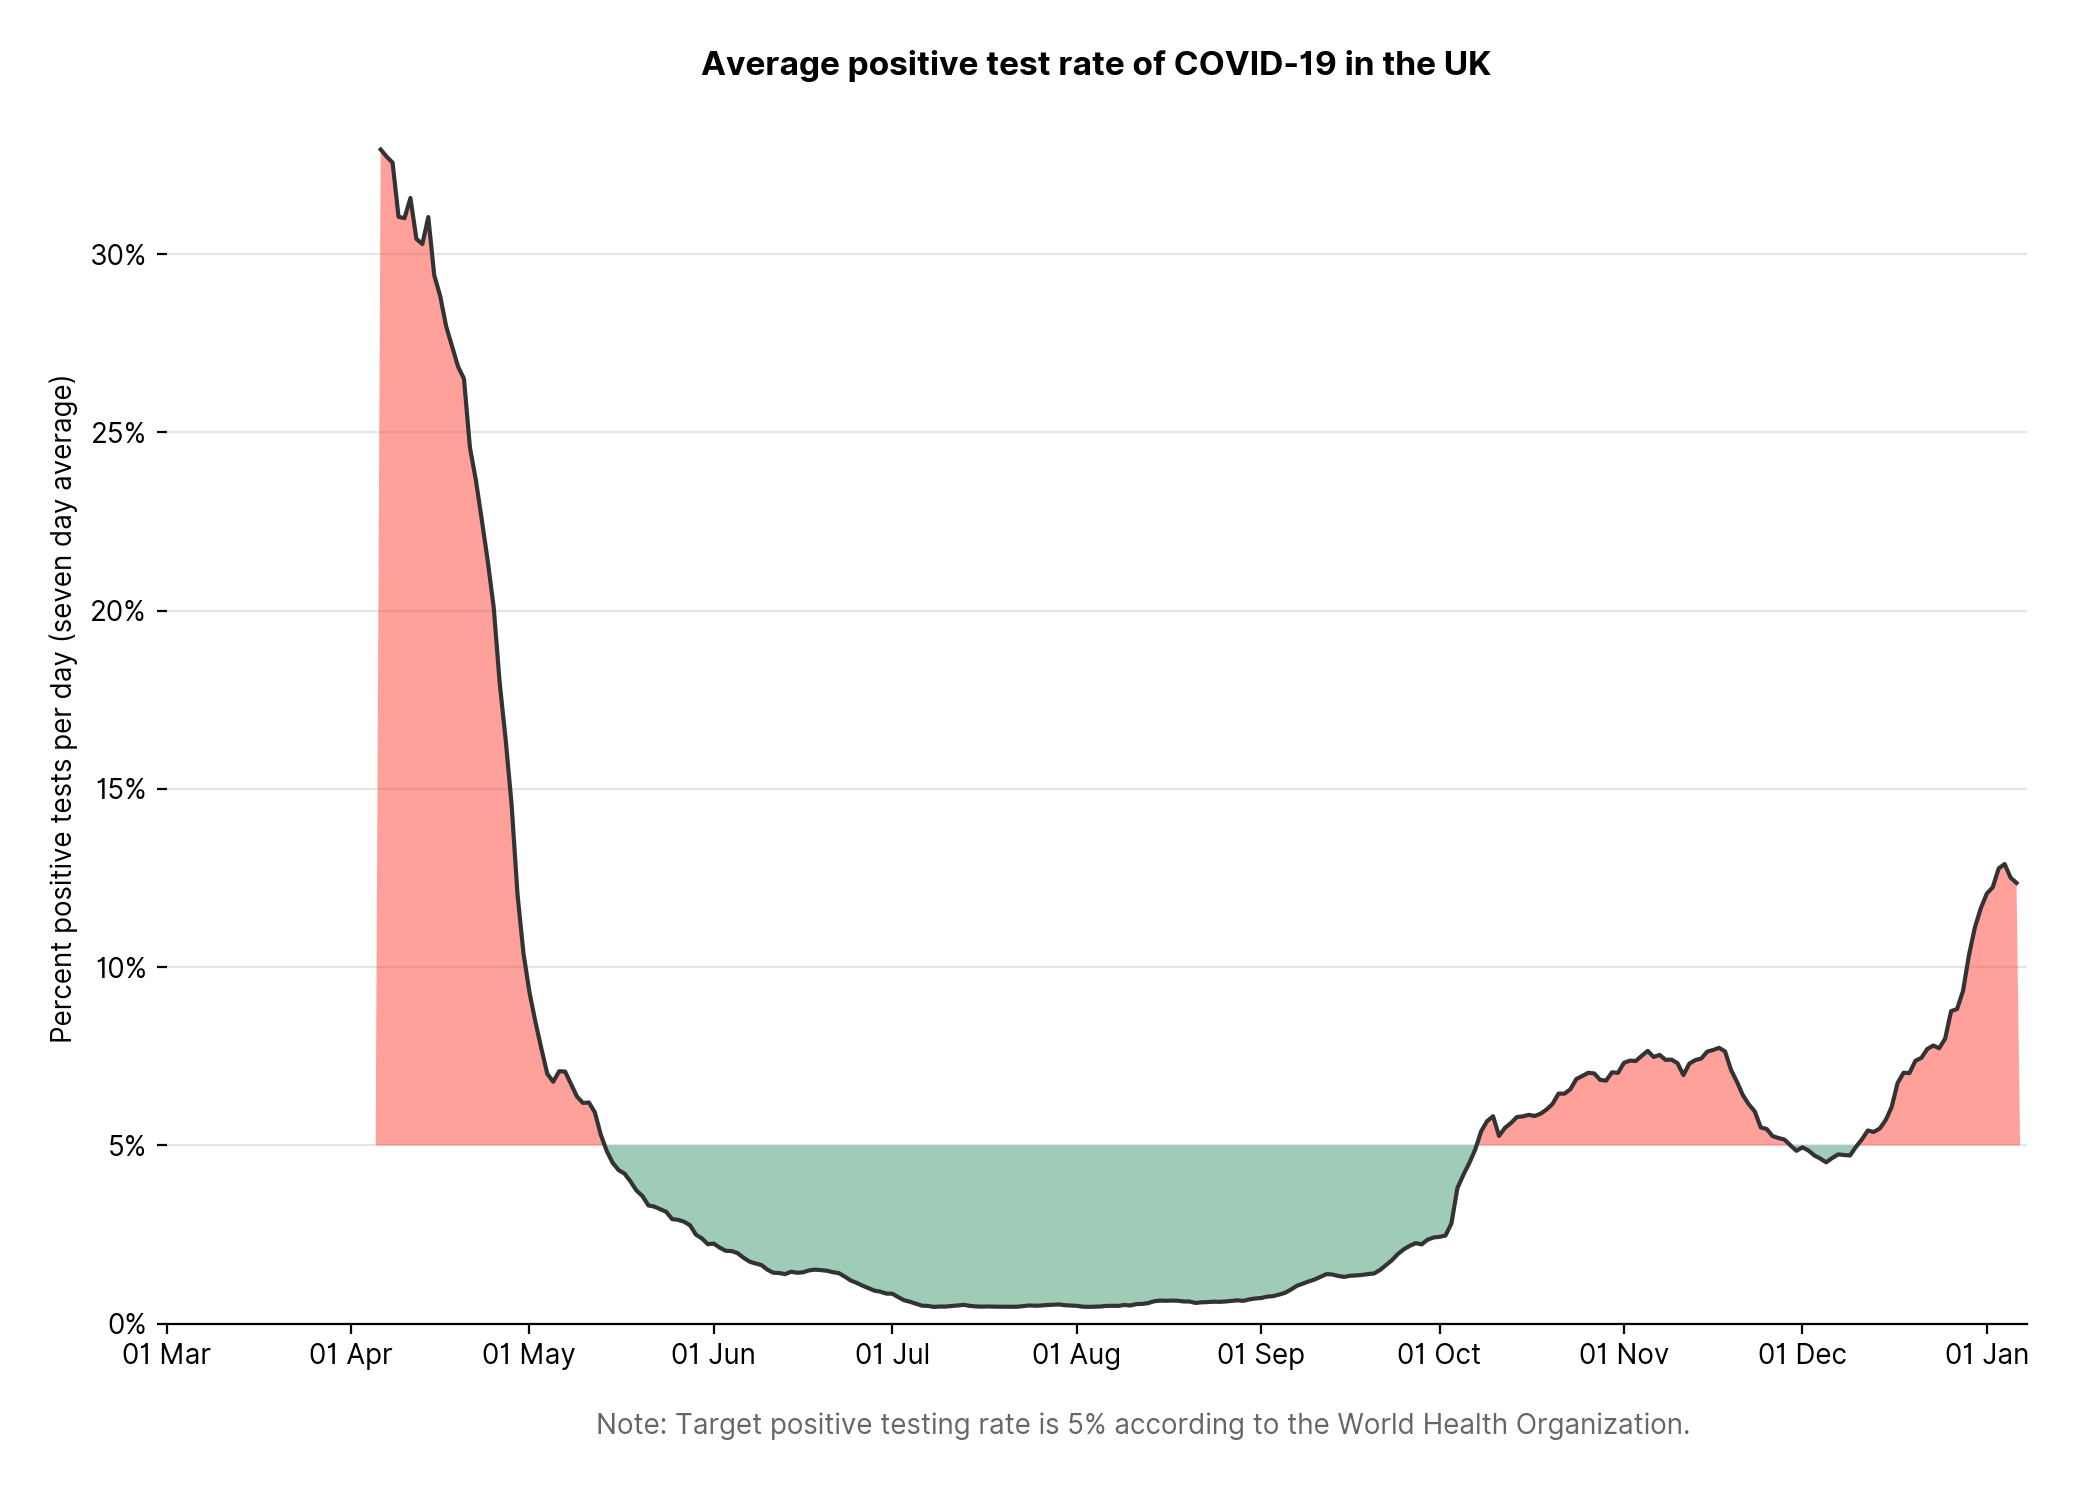 Average positive test rate of COVID-19 in the UK
Percent positive tests per day (seven day average)
30%
25%
20%
15%
10%
5%
0%
01 Mar
01 Apr
01 May
01 Jun
01 Jul
01 Aug
01 Sep
01 Oct
01 Nov
01 Dec
01 Jan
Note: Target positive testing rate is 5% according to the World Health Organization.